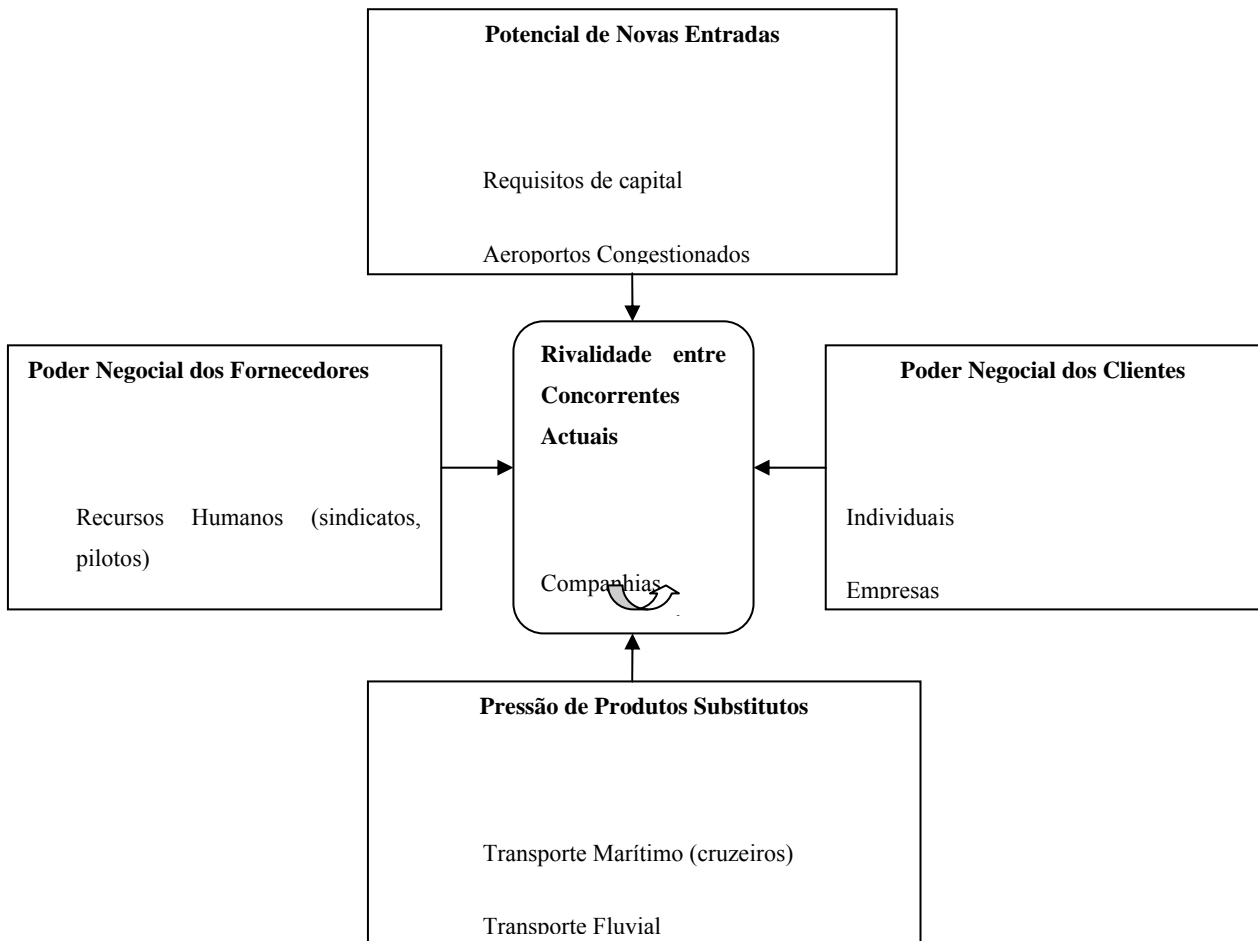 Potencial de Novas Entradas
Requisitos de capital
Aeroportos Congestionados
Poder Negocial dos Fornecedores
Recursos Humanos (sindicatos,
pilotos)
Rivalidade entre
Concorrentes
Actuais
Companhias
Poder Negocial dos Clientes
Individuais
Empresas
Pressão de Produtos Substitutos
Transporte Marítimo (cruzeiros)
Transporte Fluvial